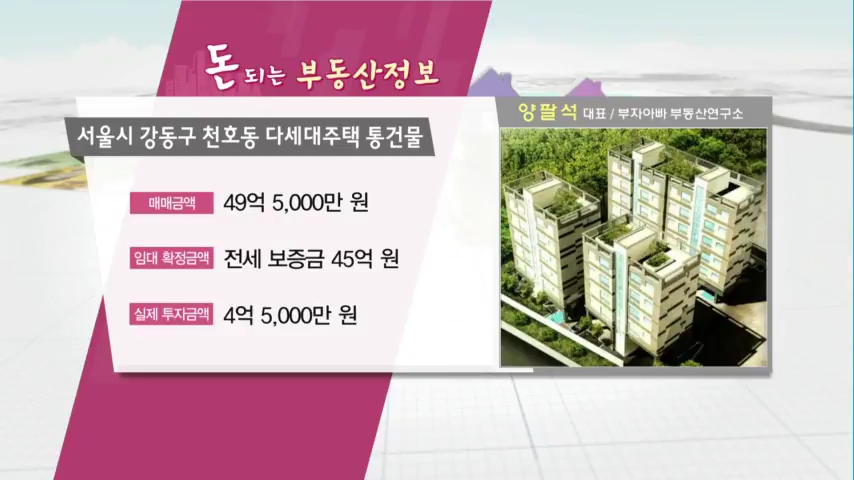 돈 되는 부동산정보
양팔석 대표 / 부자아빠 부동산연구소
서울시 강동구 천호동 다세대주택 통건물
매매금액 49억 5,000만 원
임대 확정금액 전세 보증금 45억 원
실제 투자금액 4억 5,000만 원